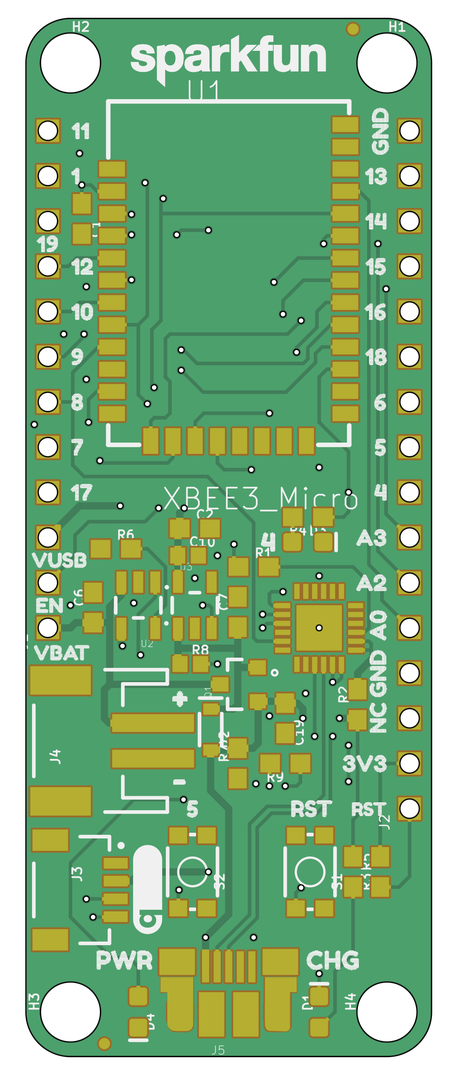 H2
H1
sparkfun
U1
GND
11
13
1
14
19
12
15
10
16
9
18
8
6
7
5
17
4
XBEE3_Micro
C2
4
A3
R6
C10
VUSB
R1
A2
EN
C6
C7
A0
U2
VBAT
R8
GND
R2
NC
C19
J4
3V3
R9
5
RST
RST
J2
J3
S2
S1
PWR
CHG
H3
D4
D1
H4
J5